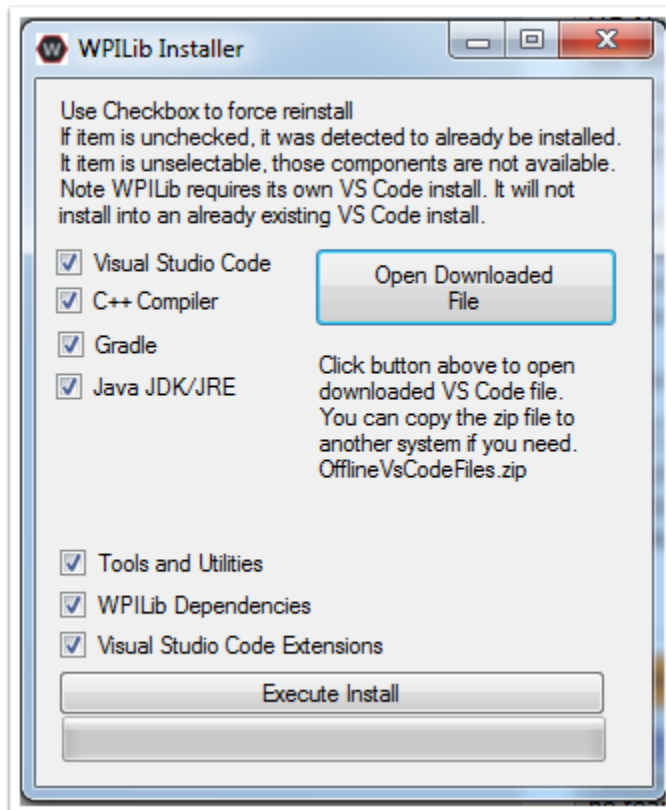 WPILib Installer
Use Checkbox to force reinstall
If item is unchecked, it was detected to already be installed.
It item is unselectable, those components are not available.
Note WPILib requires its own VS Code install. It will not
install into an already existing VS Code install.
Visual Studio Code
C++ Compiler
Gradle
Java JDK/JRE
Open Downloaded
File
Click button above to open
downloaded VS Code file.
You can copy the zip file to
another system if you need.
OfflineVsCodeFiles.zip
Tools and Utilities
WPILib Dependencies
Visual Studio Code Extensions
Execute Install